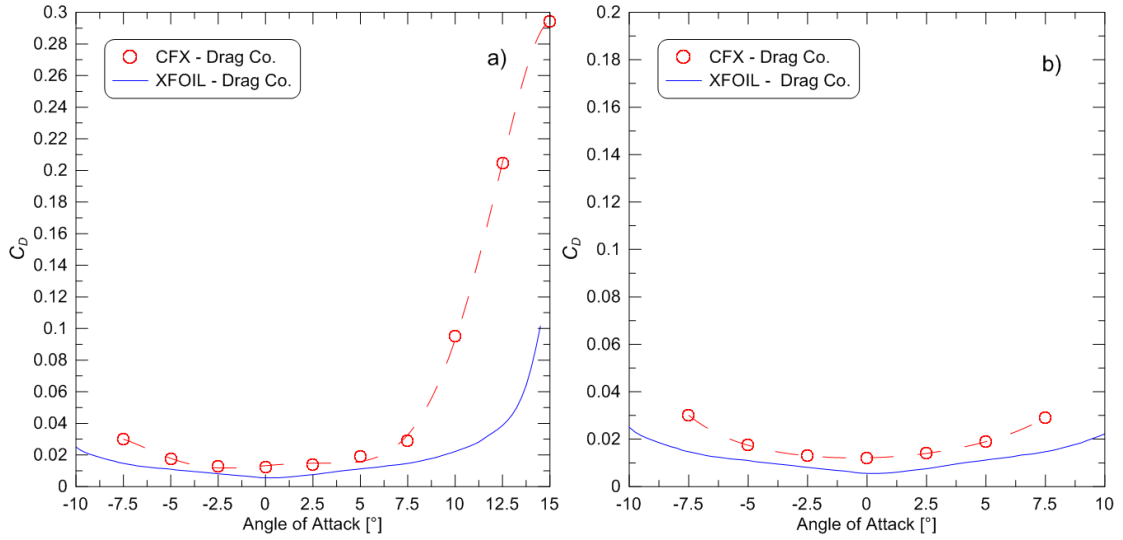 0.3
0.28
0.26
0.24
0.22
0.2
0.18
0.16
0.14
0.12
0.1
0.08
0.06
0.04
0.02
0
C_D
CFX - Drag Co.
XFOIL - Drag Co.
a)
-10 -7.5 -5 -2.5 0 2.5 5 7.5 10 12.5 15
Angle of Attack [°]
0.2
0.18
0.16
0.14
0.12
0.1
0.08
0.06
0.04
0.02
0
C_D
CFX - Drag Co.
XFOIL - Drag Co.
b)
-10 -7.5 -5 -2.5 0 2.5 5 7.5 10
Angle of Attack [°]